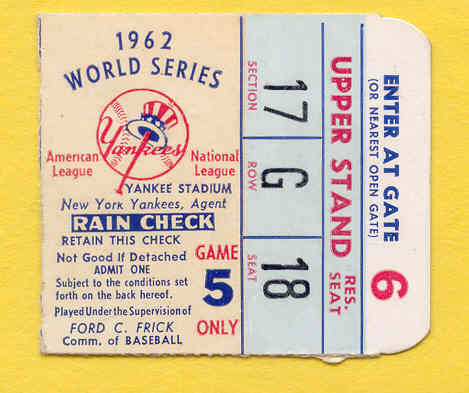 1962
WORLD SERIES
Yankees
American League
National League
YANKEE STADIUM
New York Yankees, Agent
RAIN CHECK
RETAIN THIS CHECK
Not Good If Detached
ADMIT ONE
Subject to the conditions set
forth on the back hereof.
Played Under the Supervision of
FORD C. FRICK
Comm. of BASEBALL
GAME
5
ONLY
SECTION
17
ROW
G
SEAT
18
UPPER STAND
RES.
SEAT
ENTER AT GATE
(OR NEAREST OPEN GATE)
6